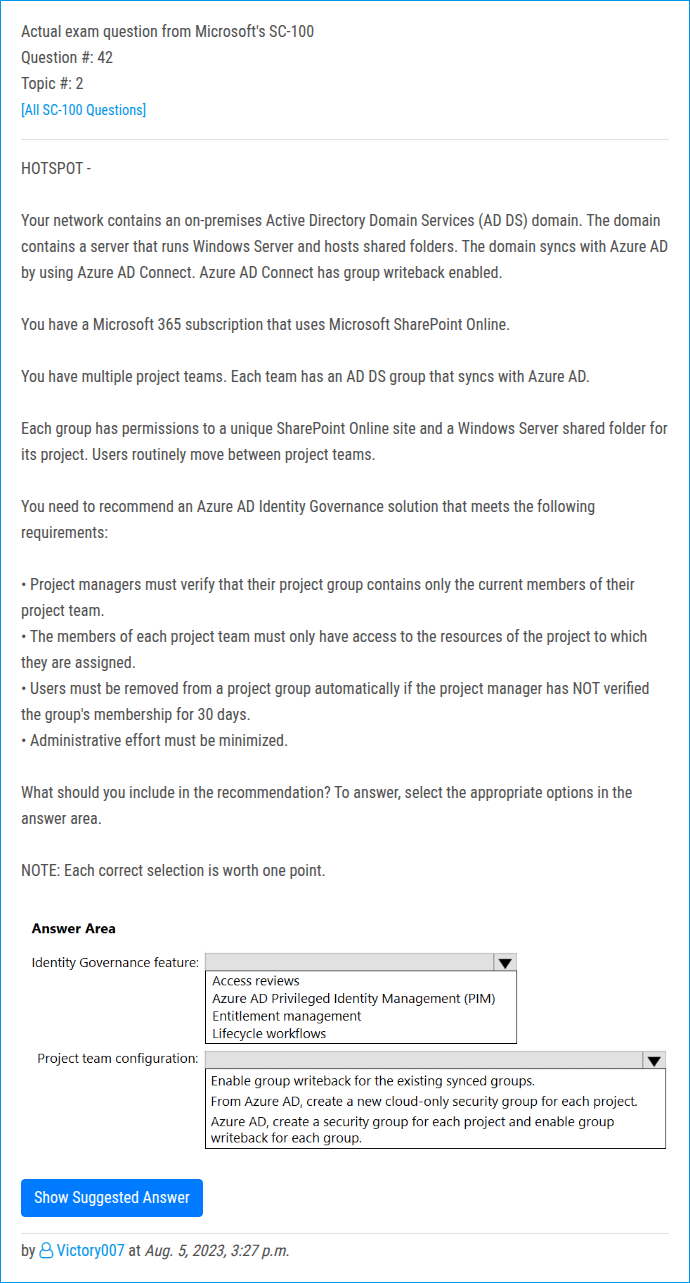 Actual exam question from Microsoft's SC-100
Question #: 42
Topic #: 2
[All SC-100 Questions]
HOTSPOT -
Your network contains an on-premises Active Directory Domain Services (AD DS) domain. The domain
contains a server that runs Windows Server and hosts shared folders. The domain syncs with Azure AD
by using Azure AD Connect. Azure AD Connect has group writeback enabled.
You have a Microsoft 365 subscription that uses Microsoft SharePoint Online.
You have multiple project teams. Each team has an AD DS group that syncs with Azure AD.
Each group has permissions to a unique SharePoint Online site and a Windows Server shared folder for
its project. Users routinely move between project teams.
You need to recommend an Azure AD Identity Governance solution that meets the following
requirements:
• Project managers must verify that their project group contains only the current members of their
project team.
• The members of each project team must only have access to the resources of the project to which
they are assigned.
• Users must be removed from a project group automatically if the project manager has NOT verified
the group's membership for 30 days.
• Administrative effort must be minimized.
What should you include in the recommendation? To answer, select the appropriate options in the
answer area.
NOTE: Each correct selection is worth one point.
Answer Area
Identity Governance feature:
Access reviews
Azure AD Privileged Identity Management (PIM)
Entitlement management
Lifecycle workflows
Project team configuration:
Enable group writeback for the existing synced groups.
From Azure AD, create a new cloud-only security group for each project.
Azure AD, create a security group for each project and enable group
writeback for each group.
Show Suggested Answer
by Victory007 at Aug. 5, 2023, 3:27 p.m.